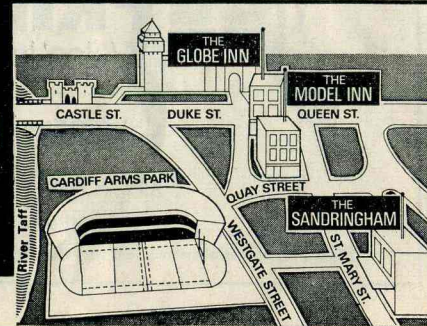 THE
GLOBE INN
THE
MODEL INN
CASTLE ST.
DUKE ST.
QUEEN ST.
CARDIFF ARMS PARK
QUAY STREET
THE
SANDRINGHAM
River Taff
WESTGATE STREET
ST. MARY ST.